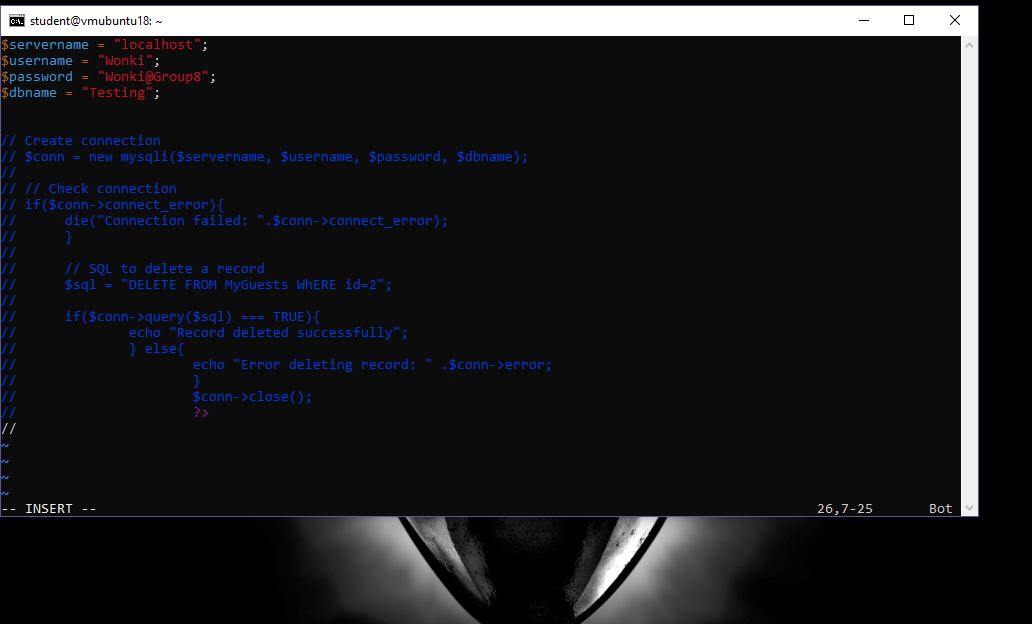 student@vmubuntu18: ~
$servername = "localhost";
$username = "Wonki";
$password = "Wonki@Group8";
$dbname = "Testing";
// Create connection
// $conn = new mysqli($servername, $username, $password, $dbname);
//
// // Check connection
// if($conn->connect_error){
//      die("Connection failed: ".$conn->connect_error);
//      }
//
//      // SQL to delete a record
//      $sql = "DELETE FROM MyGuests WhERE id=2";
//
//      if($conn->query($sql) === TRUE){
//              echo "Record deleted successfully";
//              } else{
//                      echo "Error deleting record: " .$conn->error;
//                      }
//                      $conn->close();
//                      ?>
//
~
~
~
~
-- INSERT -- 26,7-25 Bot